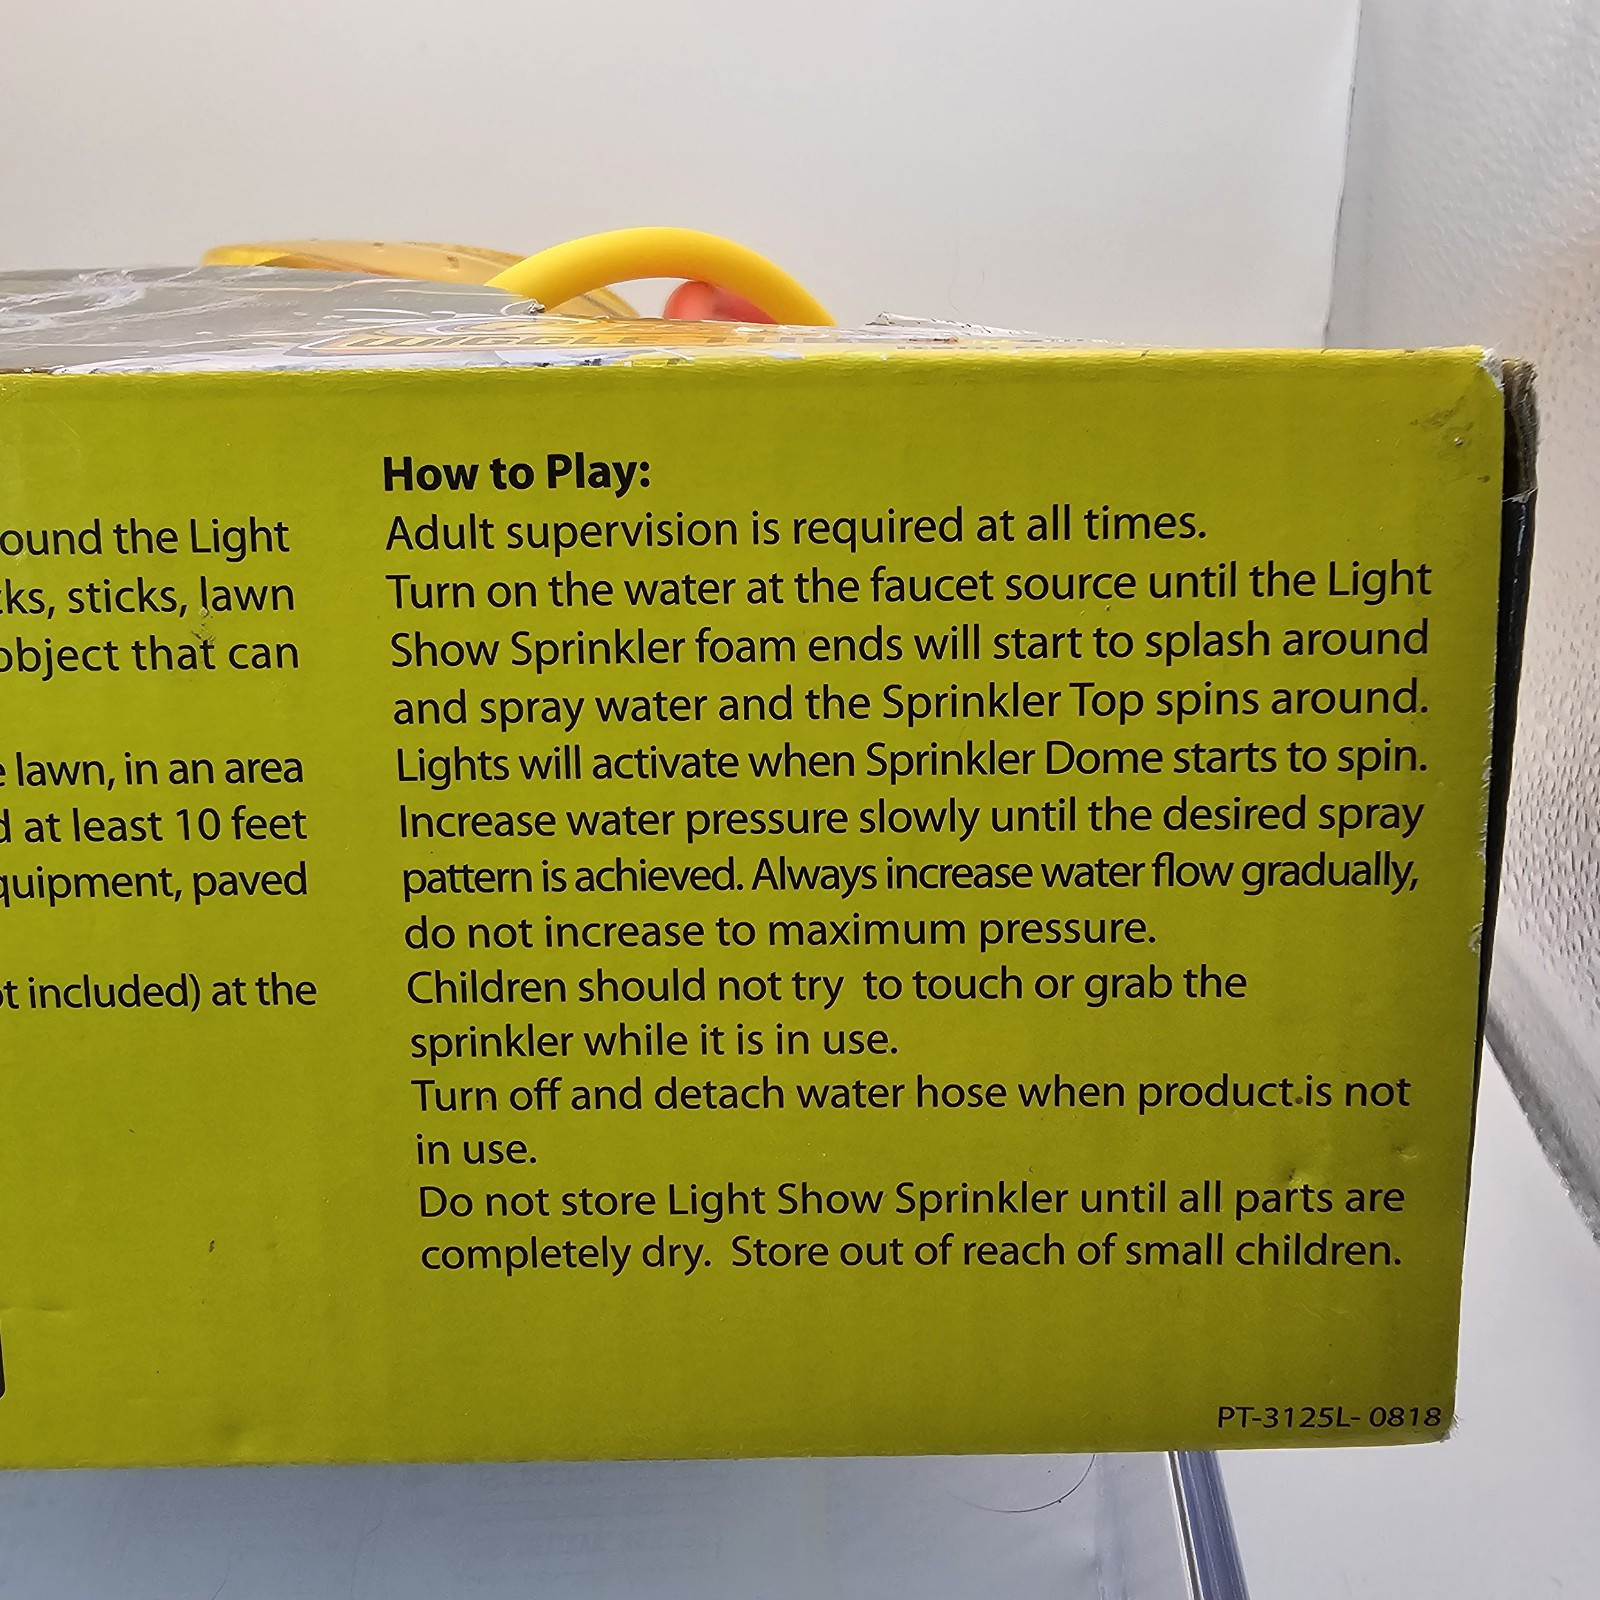 ound the Light
ks, sticks, lawn
object that can
lawn, in an area
at least 10 feet
quipment, paved
t included) at the
How to Play:
Adult supervision is required at all times.
Turn on the water at the faucet source until the Light
Show Sprinkler foam ends will start to splash around
and spray water and the Sprinkler Top spins around.
Lights will activate when Sprinkler Dome starts to spin.
Increase water pressure slowly until the desired spray
pattern is achieved. Always increase water flow gradually,
do not increase to maximum pressure.
Children should not try to touch or grab the
sprinkler while it is in use.
Turn off and detach water hose when product is not
in use.
Do not store Light Show Sprinkler until all parts are
completely dry. Store out of reach of small children.
PT-3125L- 0818